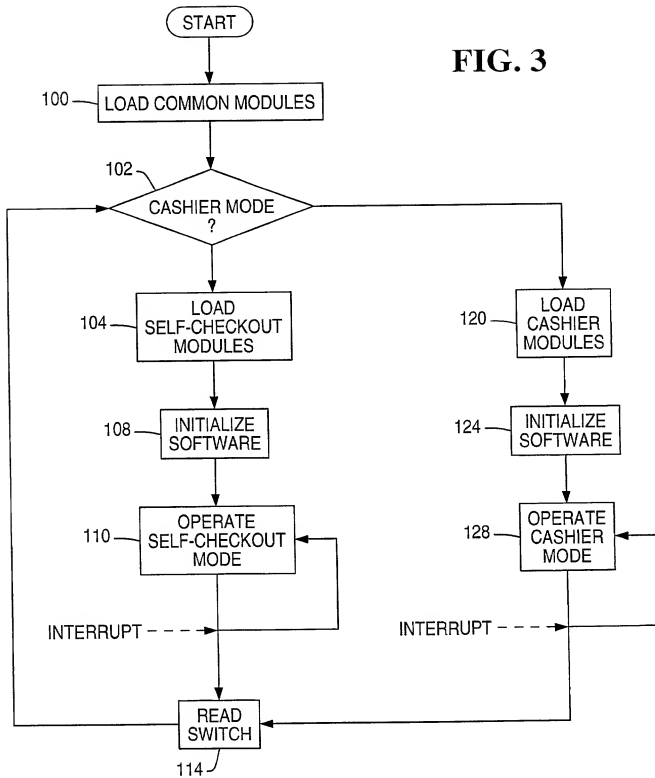 START
FIG. 3
100
LOAD COMMON MODULES
102
CASHIER MODE
?
104
LOAD
SELF-CHECKOUT
MODULES
120
LOAD
CASHIER
MODULES
108
INITIALIZE
SOFTWARE
124
INITIALIZE
SOFTWARE
110
OPERATE
SELF-CHECKOUT
MODE
128
OPERATE
CASHIER
MODE
INTERRUPT
INTERRUPT
READ
SWITCH
114